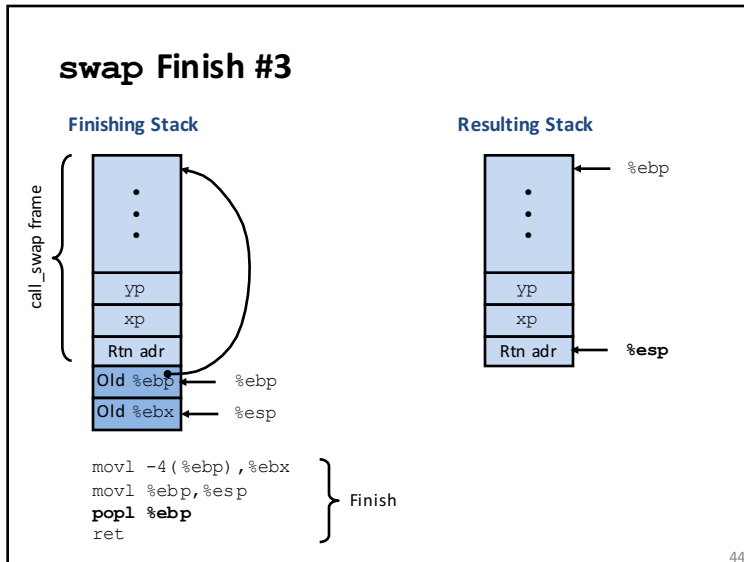 swap Finish #3
Finishing Stack
Resulting Stack
call_swap frame
yp
xp
Rtn adr
Old %ebp
%ebp
Old %ebx
%esp
%ebp
yp
xp
Rtn adr
%esp
movl -4(%ebp),%ebx
movl %ebp,%esp
popl %ebp
ret
Finish
44